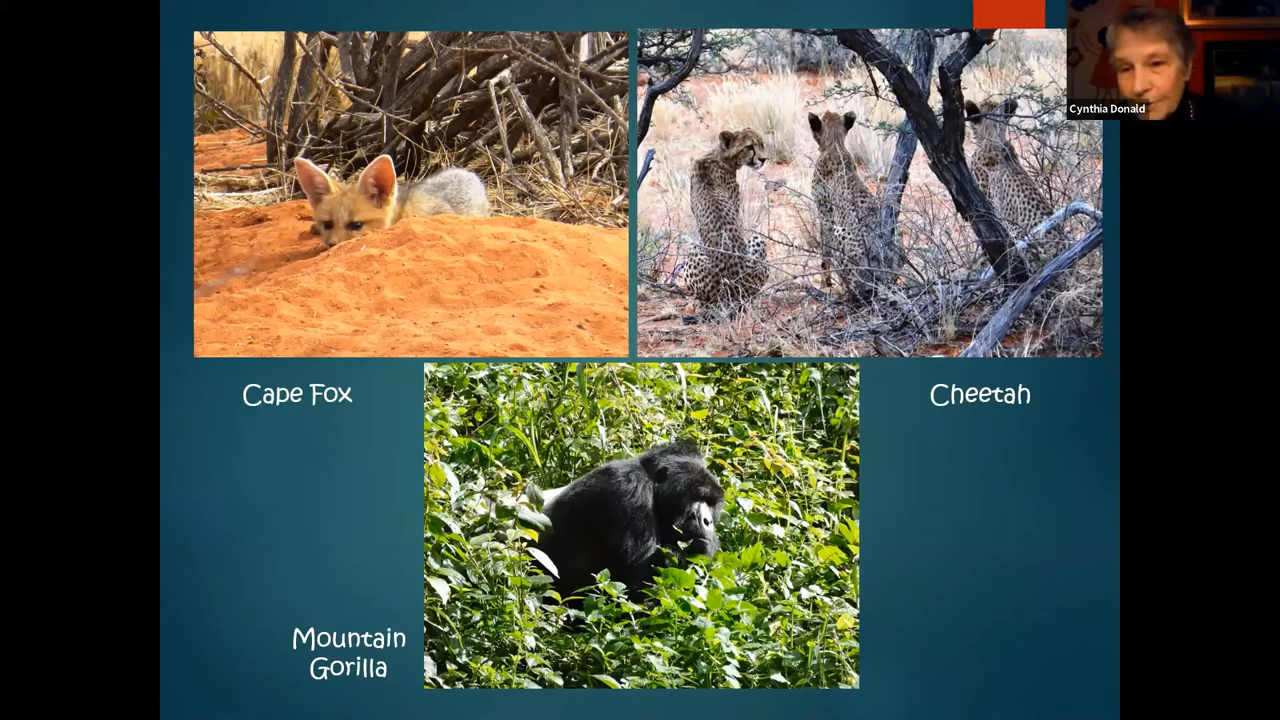 Cynthia Donald
Cape Fox
Cheetah
Mountain
Gorilla